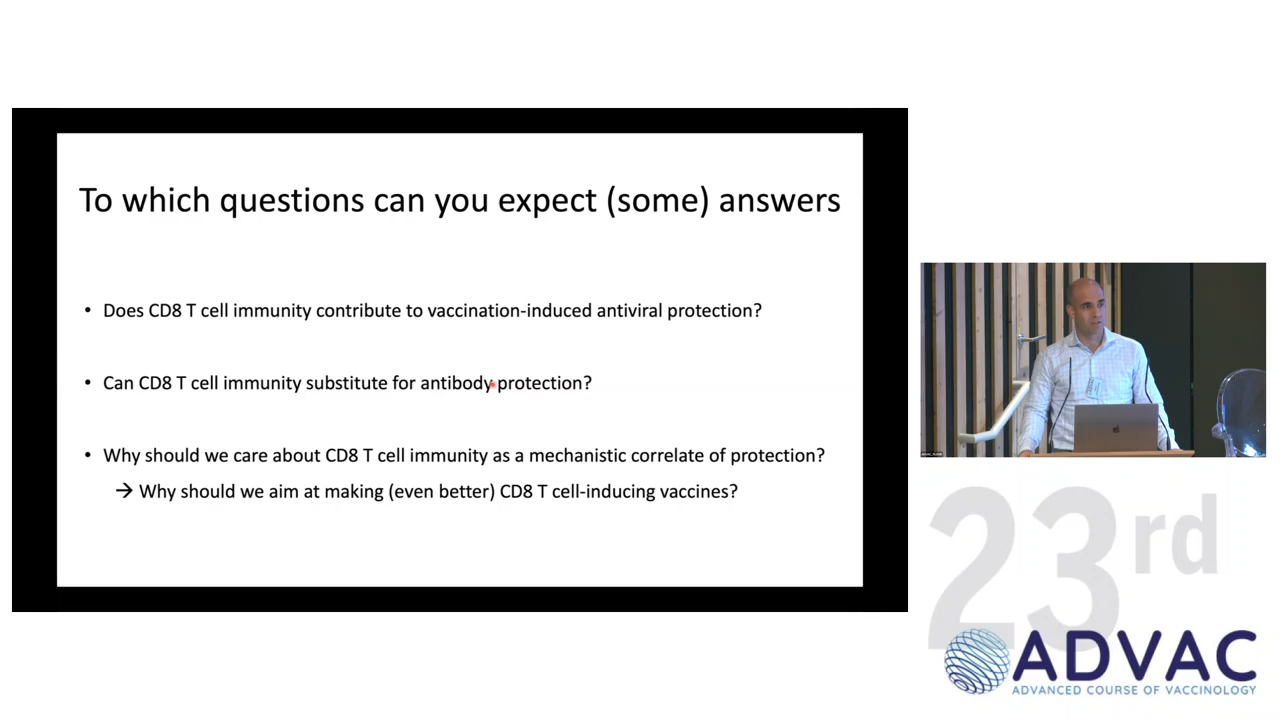 To which questions can you expect (some) answers
• Does CD8 T cell immunity contribute to vaccination-induced antiviral protection?
• Can CD8 T cell immunity substitute for antibody protection?
• Why should we care about CD8 T cell immunity as a mechanistic correlate of protection?
→ Why should we aim at making (even better) CD8 T cell-inducing vaccines?
23rd
ADVAC
ADVANCED COURSE OF VACCINOLOGY